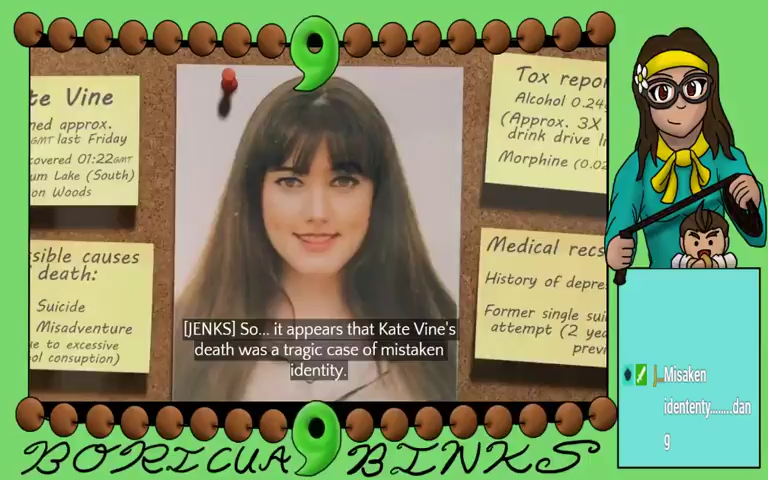 te Vine
ned approx.
GMT last Friday
covered 01:22GMT
um Lake (South)
on Woods
sible causes
death:
Suicide
Misadventure
ue to excessive
ol consuption)
Tox repo
Alcohol 0.24
(Approx. 3X
drink drive l
Morphine (0.02
Medical recs
History of depre
Former single sui
attempt (2 yea
previ
[JENKS] So... it appears that Kate Vine's
death was a tragic case of mistaken
identity.
J...Misaken
idententy........dan
g
BORICUA BINKS